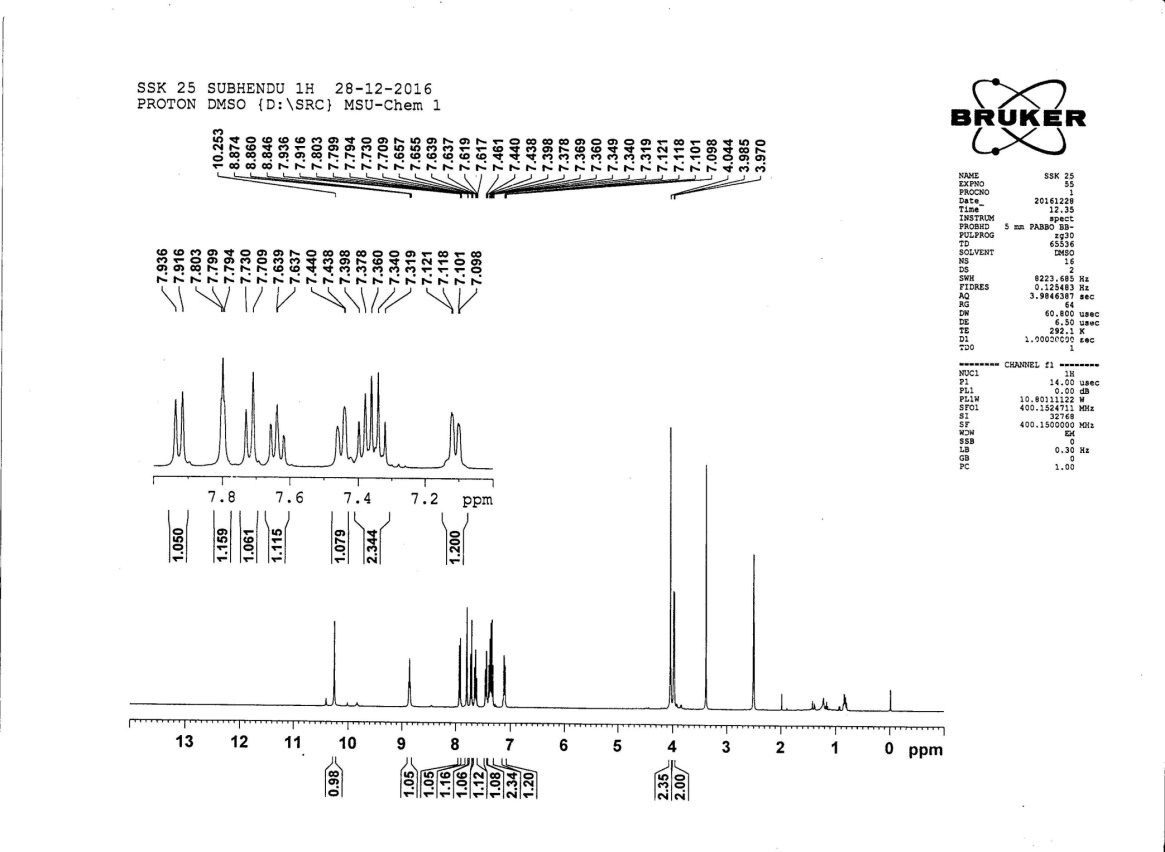 SSK 25 SUBHENDU 1H 28-12-2016
PROTON DMSO {D:\SRC} MSU-Chem 1
10.253
8.874
8.860
8.846
7.936
7.916
7.803
7.799
7.794
7.730
7.709
7.657
7.655
7.639
7.637
7.619
7.617
7.461
7.440
7.438
7.398
7.378
7.369
7.360
7.349
7.340
7.319
7.121
7.118
7.101
7.098
4.044
3.985
3.970
7.936
7.916
7.803
7.799
7.794
7.730
7.709
7.639
7.637
7.440
7.438
7.398
7.378
7.360
7.340
7.319
7.121
7.118
7.101
7.098
7.8 7.6 7.4 7.2 ppm
1.050
1.159
1.061
1.115
1.079
2.344
1.200
13 12 11 10 9 8 7 6 5 4 3 2 1 0 ppm
0.98
1.05
1.05
1.16
1.06
1.12
1.08
2.34
1.20
2.35
2.00
BRUKER
NAME SSK 25
EXPNO 55
PROCNO 1
Date_ 20161228
Time 12.35
INSTRUM spect
PROBHD 5 mm PABBO BB-
PULPROG zg30
TD 65536
SOLVENT DMSO
NS 16
DS 2
SWH 8223.685 Hz
FIDRES 0.125483 Hz
AQ 3.9846387 sec
RG 64
DW 60.800 usec
DE 6.50 usec
TE 292.1 K
D1 1.00000000 sec
TD0 1
======== CHANNEL f1 ========
NUC1 1H
P1 14.00 usec
PL1 0.00 dB
PL1W 10.80111122 W
SFO1 400.1524711 MHz
SI 32768
SF 400.1500000 MHz
WDW EM
SSB 0
LB 0.30 Hz
GB 0
PC 1.00